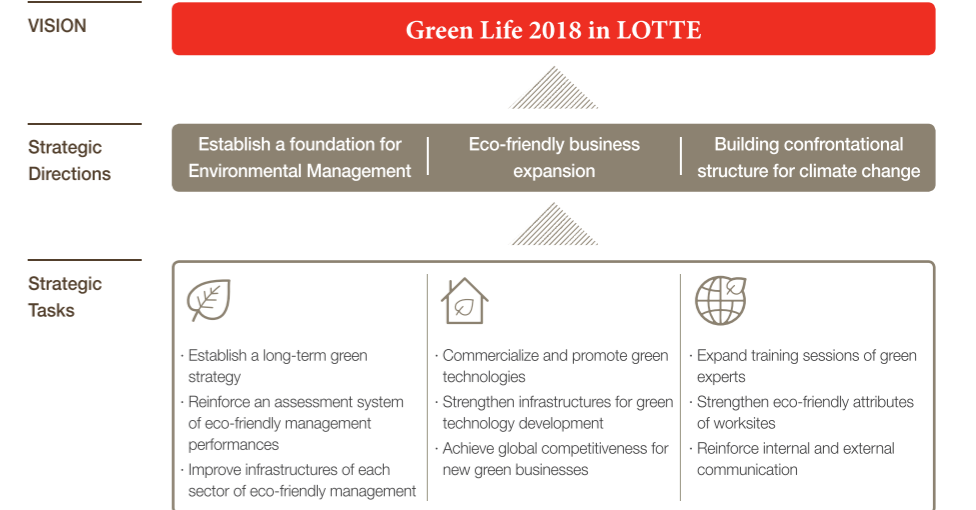 VISION
Green Life 2018 in LOTTE
Strategic
Directions
Establish a foundation for
Environmental Management
Eco-friendly business
expansion
Building confrontational
structure for climate change
Strategic
Tasks
· Establish a long-term green
strategy
· Reinforce an assessment system
of eco-friendly management
performances
· Improve infrastructures of each
sector of eco-friendly management
· Commercialize and promote green
technologies
· Strengthen infrastructures for green
technology development
· Achieve global competitiveness for
new green businesses
· Expand training sessions of green
experts
· Strengthen eco-friendly attributes
of worksites
· Reinforce internal and external
communication